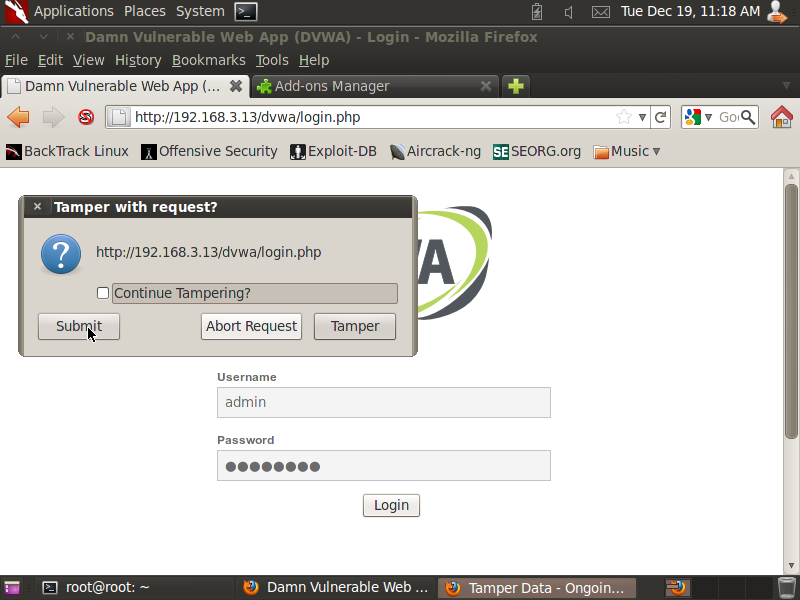 Applications Places System Tue Dec 19, 11:18 AM
Damn Vulnerable Web App (DVWA) - Login - Mozilla Firefox
File Edit View History Bookmarks Tools Help
Damn Vulnerable Web App (... Add-ons Manager
http://192.168.3.13/dvwa/login.php Goo
BackTrack Linux Offensive Security Exploit-DB Aircrack-ng SEORG.org Music
Tamper with request?
WA
http://192.168.3.13/dvwa/login.php
Continue Tampering?
Submit Abort Request Tamper
Username
admin
Password
Login
root@root: ~ Damn Vulnerable Web ... Tamper Data - Ongoin...